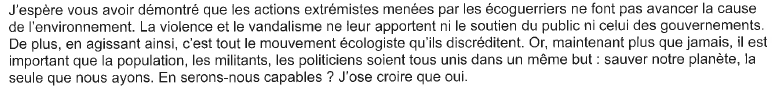 J'espère vous avoir démontré que les actions extrémistes menées par les écoguerriers ne font pas avancer la cause
de l'environnement. La violence et le vandalisme ne leur apportent ni le soutien du public ni celui des gouvernements.
De plus, en agissant ainsi, c'est tout le mouvement écologiste qu'ils discréditent. Or, maintenant plus que jamais, il est
important que la population, les militants, les politiciens soient tous unis dans un même but : sauver notre planète, la
seule que nous ayons. En serons-nous capables ? J'ose croire que oui.